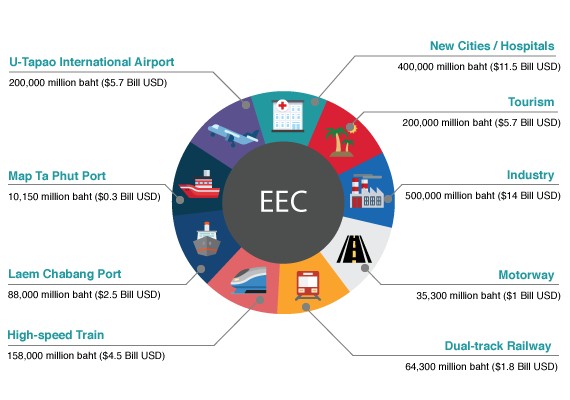 New Cities / Hospitals
400,000 million baht ($11.5 Bill USD)
U-Tapao International Airport
200,000 million baht ($5.7 Bill USD)
Tourism
200,000 million baht ($5.7 Bill USD)
Map Ta Phut Port
10,150 million baht ($0.3 Bill USD)
Industry
500,000 million baht ($14 Bill USD)
EEC
Laem Chabang Port
88,000 million baht ($2.5 Bill USD)
Motorway
35,300 million baht ($1 Bill USD)
High-speed Train
158,000 million baht ($4.5 Bill USD)
Dual-track Railway
64,300 million baht ($1.8 Bill USD)